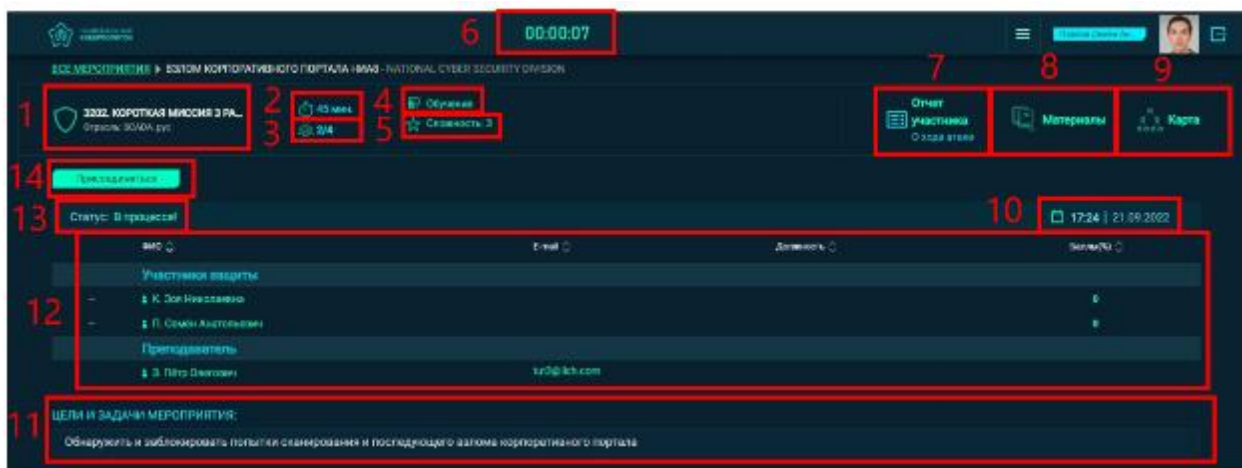 6
00:00:07
7
8
9
ВСЕ МЕРОПРИЯТИЯ ▶ ВЗЛОМ КОРПОРАТИВНОГО ПОРТАЛА НИАЗ - NATIONAL CYBER SECURITY DIVISION
1
3202. КОРОТКАЯ МИССИЯ 3 РА...
Отрасль:
2
45 мин.
3
2/4
4
Обучение
5
Сложность: 3
Отчет
участника
О ходе атаки
Материалы
Карта
14
Присоединиться
13
Статус: В процессе!
10
17:24 | 21.09.2022
12
ФИО
E-mail
Должность
Баллы(%)
Участники защиты
– К. Зоя Николаевна 0
– П. Семён Анатольевич 0
Преподаватель
З. Пётр Олегович
11
ЦЕЛИ И ЗАДАЧИ МЕРОПРИЯТИЯ:
Обнаружить и заблокировать попытки сканирования и последующего взлома корпоративного портала